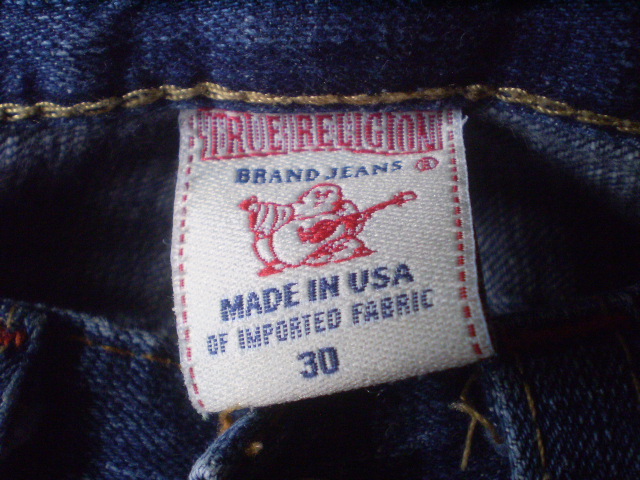 TRUE RELIGION
BRAND JEANS ®
MADE IN USA
OF IMPORTED FABRIC
30